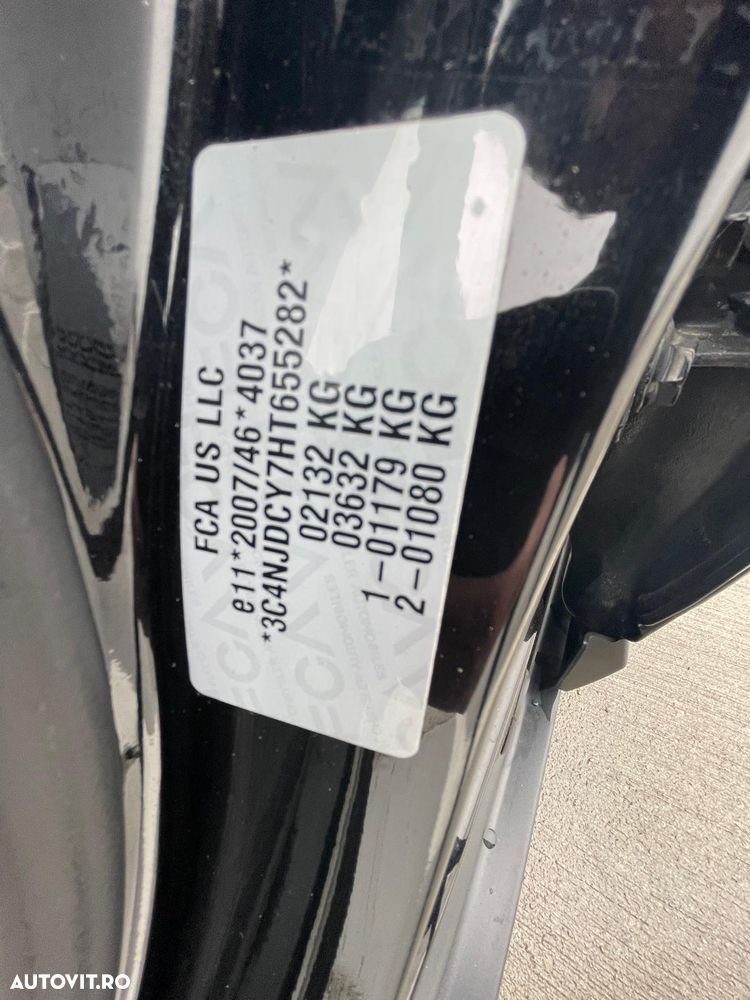 FCA US LLC
e11*2007/46*4037
*3C4NJDCY7HT655282*
02132 KG
03632 KG
1-01179 KG
2-01080 KG
AUTOVIT.RO